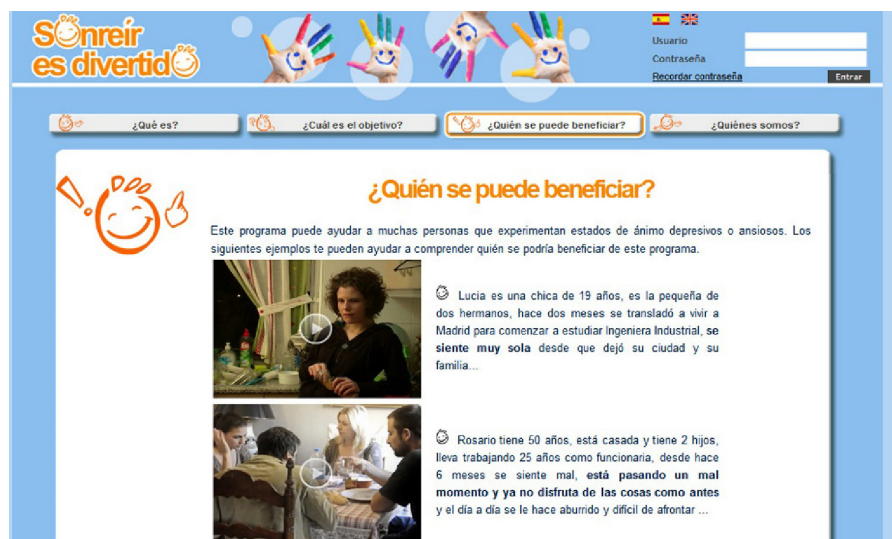 Sonreír
es divertido
Usuario
Contraseña
Recordar contraseña
Entrar
¿Qué es?
¿Cuál es el objetivo?
¿Quién se puede beneficiar?
¿Quiénes somos?
¿Quién se puede beneficiar?
Este programa puede ayudar a muchas personas que experimentan estados de ánimo depresivos o ansiosos. Los
siguientes ejemplos te pueden ayudar a comprender quién se podría beneficiar de este programa.
Lucia es una chica de 19 años, es la pequeña de
dos hermanos, hace dos meses se transladó a vivir a
Madrid para comenzar a estudiar Ingeniera Industrial, se
siente muy sola desde que dejó su ciudad y su
familia...
Rosario tiene 50 años, está casada y tiene 2 hijos,
lleva trabajando 25 años como funcionaria, desde hace
6 meses se siente mal, está pasando un mal
momento y ya no disfruta de las cosas como antes
y el día a día se le hace aburrido y difícil de afrontar ...